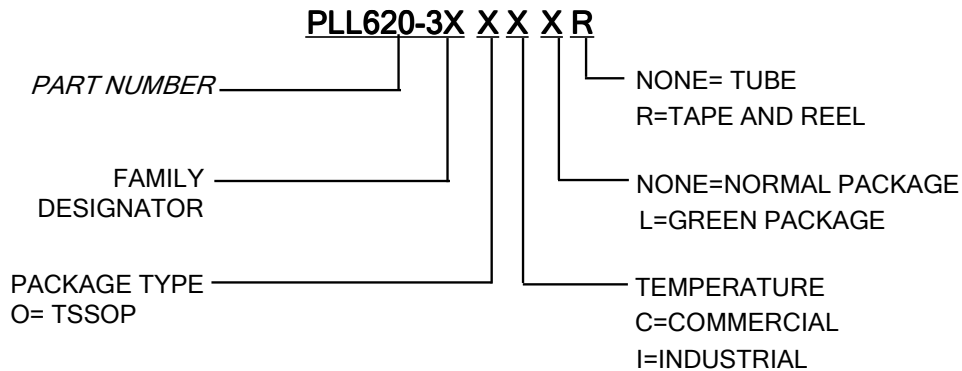 PLL620-3X X X X R
PART NUMBER
NONE= TUBE
R=TAPE AND REEL
FAMILY
DESIGNATOR
NONE=NORMAL PACKAGE
L=GREEN PACKAGE
PACKAGE TYPE
O= TSSOP
TEMPERATURE
C=COMMERCIAL
I=INDUSTRIAL